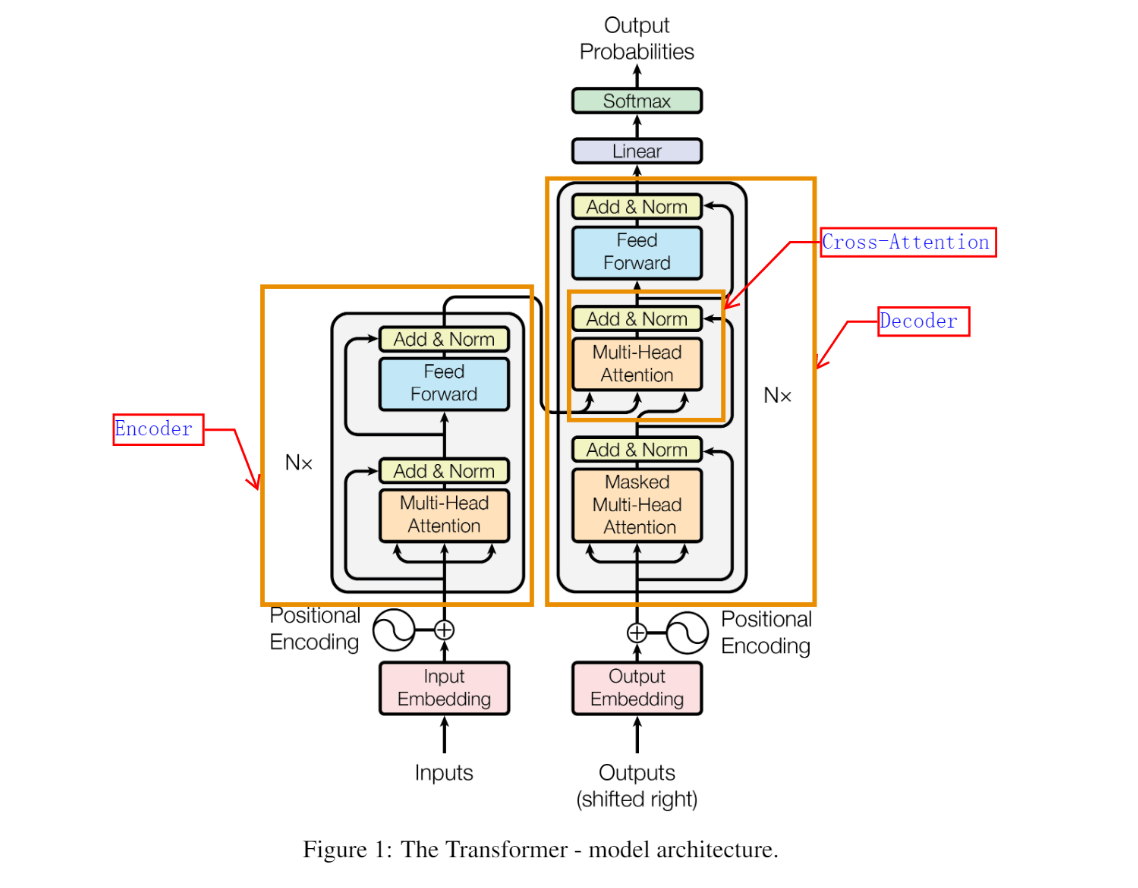 Output
Probabilities
Softmax
Linear
Add & Norm
Feed
Forward
Cross-Attention
Add & Norm
Multi-Head
Attention
Decoder
N×
Add & Norm
Masked
Multi-Head
Attention
Add & Norm
Feed
Forward
Encoder
N×
Add & Norm
Multi-Head
Attention
Positional
Encoding
Positional
Encoding
Input
Embedding
Output
Embedding
Inputs
Outputs
(shifted right)
Figure 1: The Transformer - model architecture.